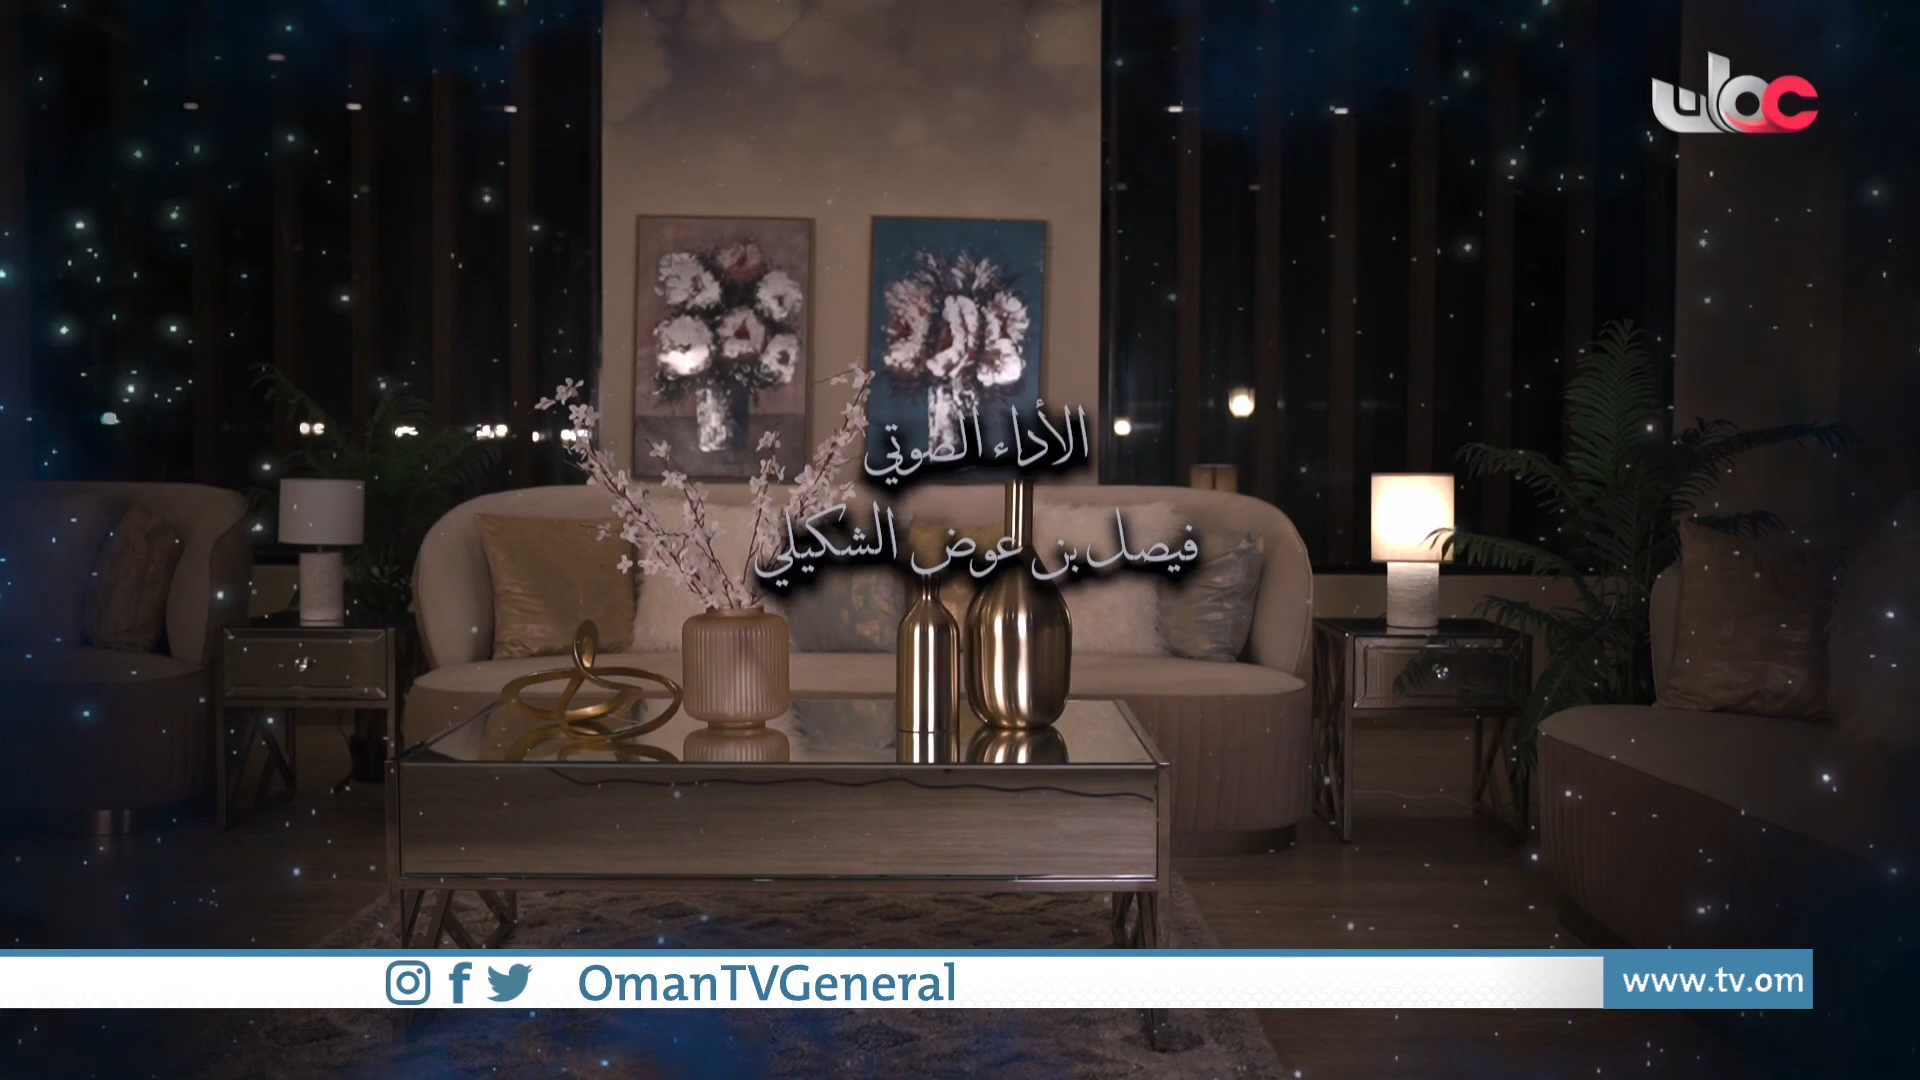 عمان
الأداء الصوتي
فيصل بن عوض الشكيلي
OmanTVGeneral
www.tv.om